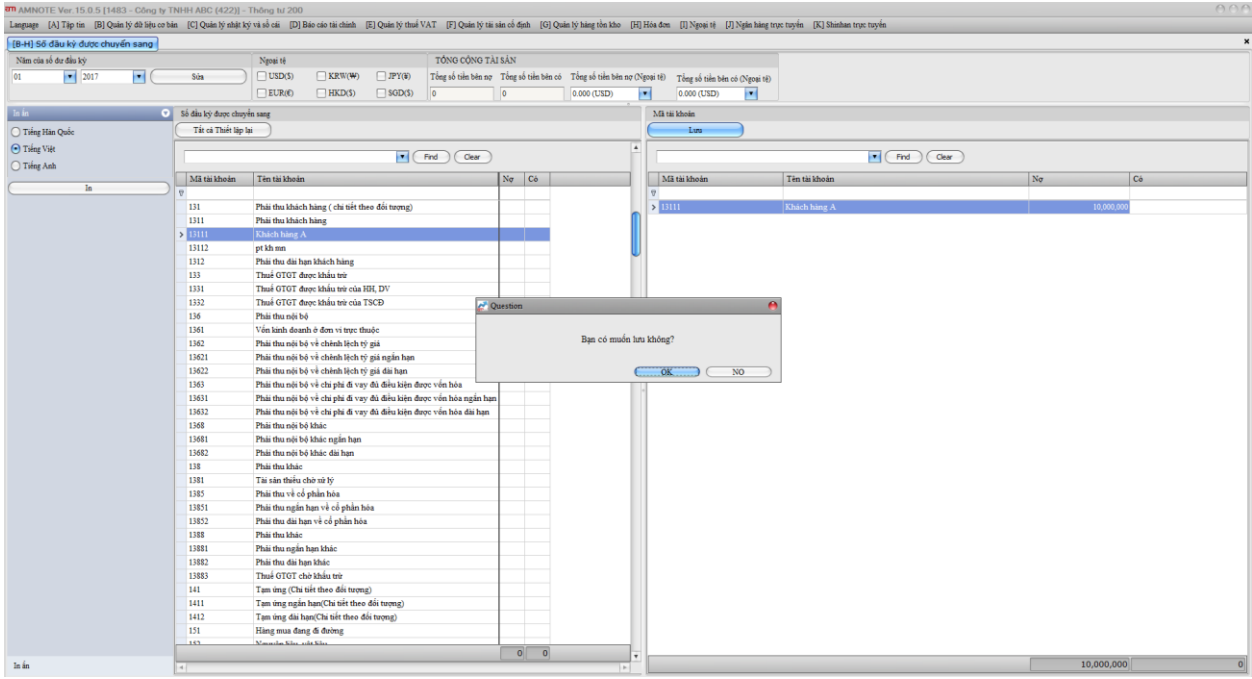 AMNOTE Ver.15.0.5 [1483 - Công ty TNHH ABC (422)] - Thông tư 200
Language [A] Tập tin [B] Quản lý dữ liệu cơ bản [C] Quản lý nhật ký và sổ cái [D] Báo cáo tài chính [E] Quản lý thuế VAT [F] Quản lý tài sản cố định [G] Quản lý hàng tồn kho [H] Hóa đơn [I] Ngoại tệ [J] Ngân hàng trực tuyến [K] Shinhan trực tuyến
[B-H] Số đầu kỳ được chuyển sang
Năm của số dư đầu kỳ Ngoại tệ TỔNG CỘNG TÀI SẢN
01 2017 Sửa USD($) KRW(₩) JPY(¥) Tổng số tiền bên nợ Tổng số tiền bên có Tổng số tiền bên nợ (Ngoại tệ) Tổng số tiền bên có (Ngoại tệ)
EUR(€) HKD($) SGD($) 0 0 0.000 (USD) 0.000 (USD)
In ấn Số đầu kỳ được chuyển sang Mã tài khoản
Tiếng Hàn Quốc Tất cả Thiết lập lại Lưu
Tiếng Việt
Tiếng Anh Find Clear Find Clear
In
Mã tài khoản Tên tài khoản Nợ Có Mã tài khoản Tên tài khoản Nợ Có
131 Phải thu khách hàng ( chi tiết theo đối tượng) 13111 Khách hàng A 10,000,000
1311 Phải thu khách hàng
13111 Khách hàng A
13112 pt kh mn
1312 Phải thu dài hạn khách hàng
133 Thuế GTGT được khấu trừ
1331 Thuế GTGT được khấu trừ của HH, DV
1332 Thuế GTGT được khấu trừ của TSCĐ
136 Phải thu nội bộ
1361 Vốn kinh doanh ở đơn vị trực thuộc
1362 Phải thu nội bộ về chênh lệch tỷ giá
13621 Phải thu nội bộ về chênh lệch tỷ giá ngắn hạn
13622 Phải thu nội bộ về chênh lệch tỷ giá dài hạn
1363 Phải thu nội bộ về chi phí đi vay đủ điều kiện được vốn hóa
13631 Phải thu nội bộ về chi phí đi vay đủ điều kiện được vốn hóa ngắn hạn
13632 Phải thu nội bộ về chi phí đi vay đủ điều kiện được vốn hóa dài hạn
1368 Phải thu nội bộ khác
13681 Phải thu nội bộ khác ngắn hạn
13682 Phải thu nội bộ khác dài hạn
138 Phải thu khác
1381 Tài sản thiếu chờ xử lý
1385 Phải thu về cổ phần hóa
13851 Phải thu ngắn hạn về cổ phần hóa
13852 Phải thu dài hạn về cổ phần hóa
1388 Phải thu khác
13881 Phải thu ngắn hạn khác
13882 Phải thu dài hạn khác
13883 Thuế GTGT chờ khấu trừ
141 Tạm ứng (Chi tiết theo đối tượng)
1411 Tạm ứng ngắn hạn(Chi tiết theo đối tượng)
1412 Tạm ứng dài hạn(Chi tiết theo đối tượng)
151 Hàng mua đang đi đường
152 Nguyên liệu, vật liệu
0 0
Question
Bạn có muốn lưu không?
OK NO
In ấn 10,000,000 0